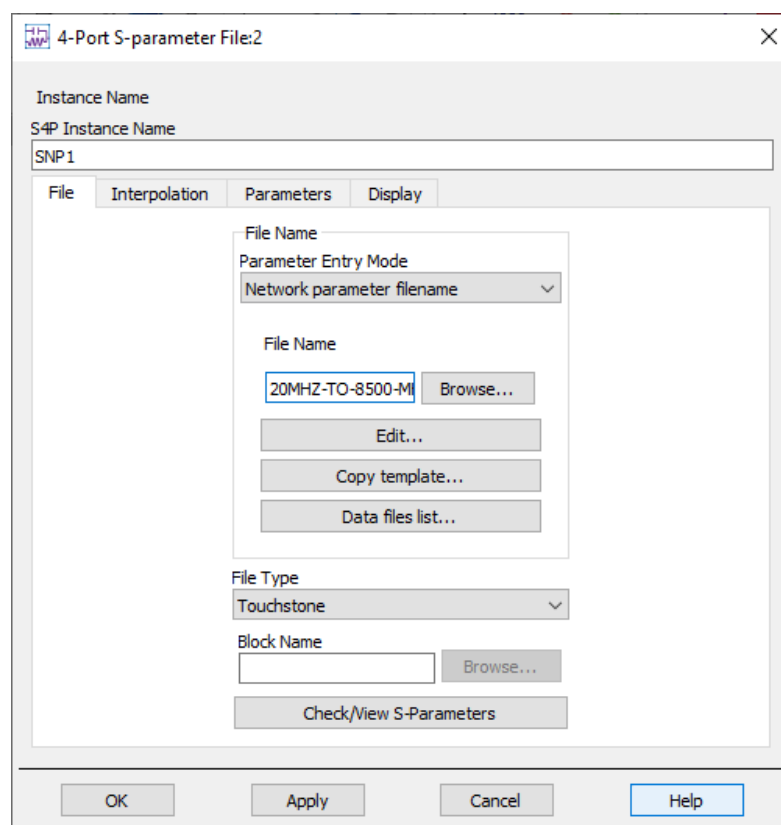 4-Port S-parameter File:2
Instance Name
S4P Instance Name
SNP1
File Interpolation Parameters Display
File Name
Parameter Entry Mode
Network parameter filename
File Name
20MHZ-TO-8500-MI Browse...
Edit...
Copy template...
Data files list...
File Type
Touchstone
Block Name
Browse...
Check/View S-Parameters
OK Apply Cancel Help